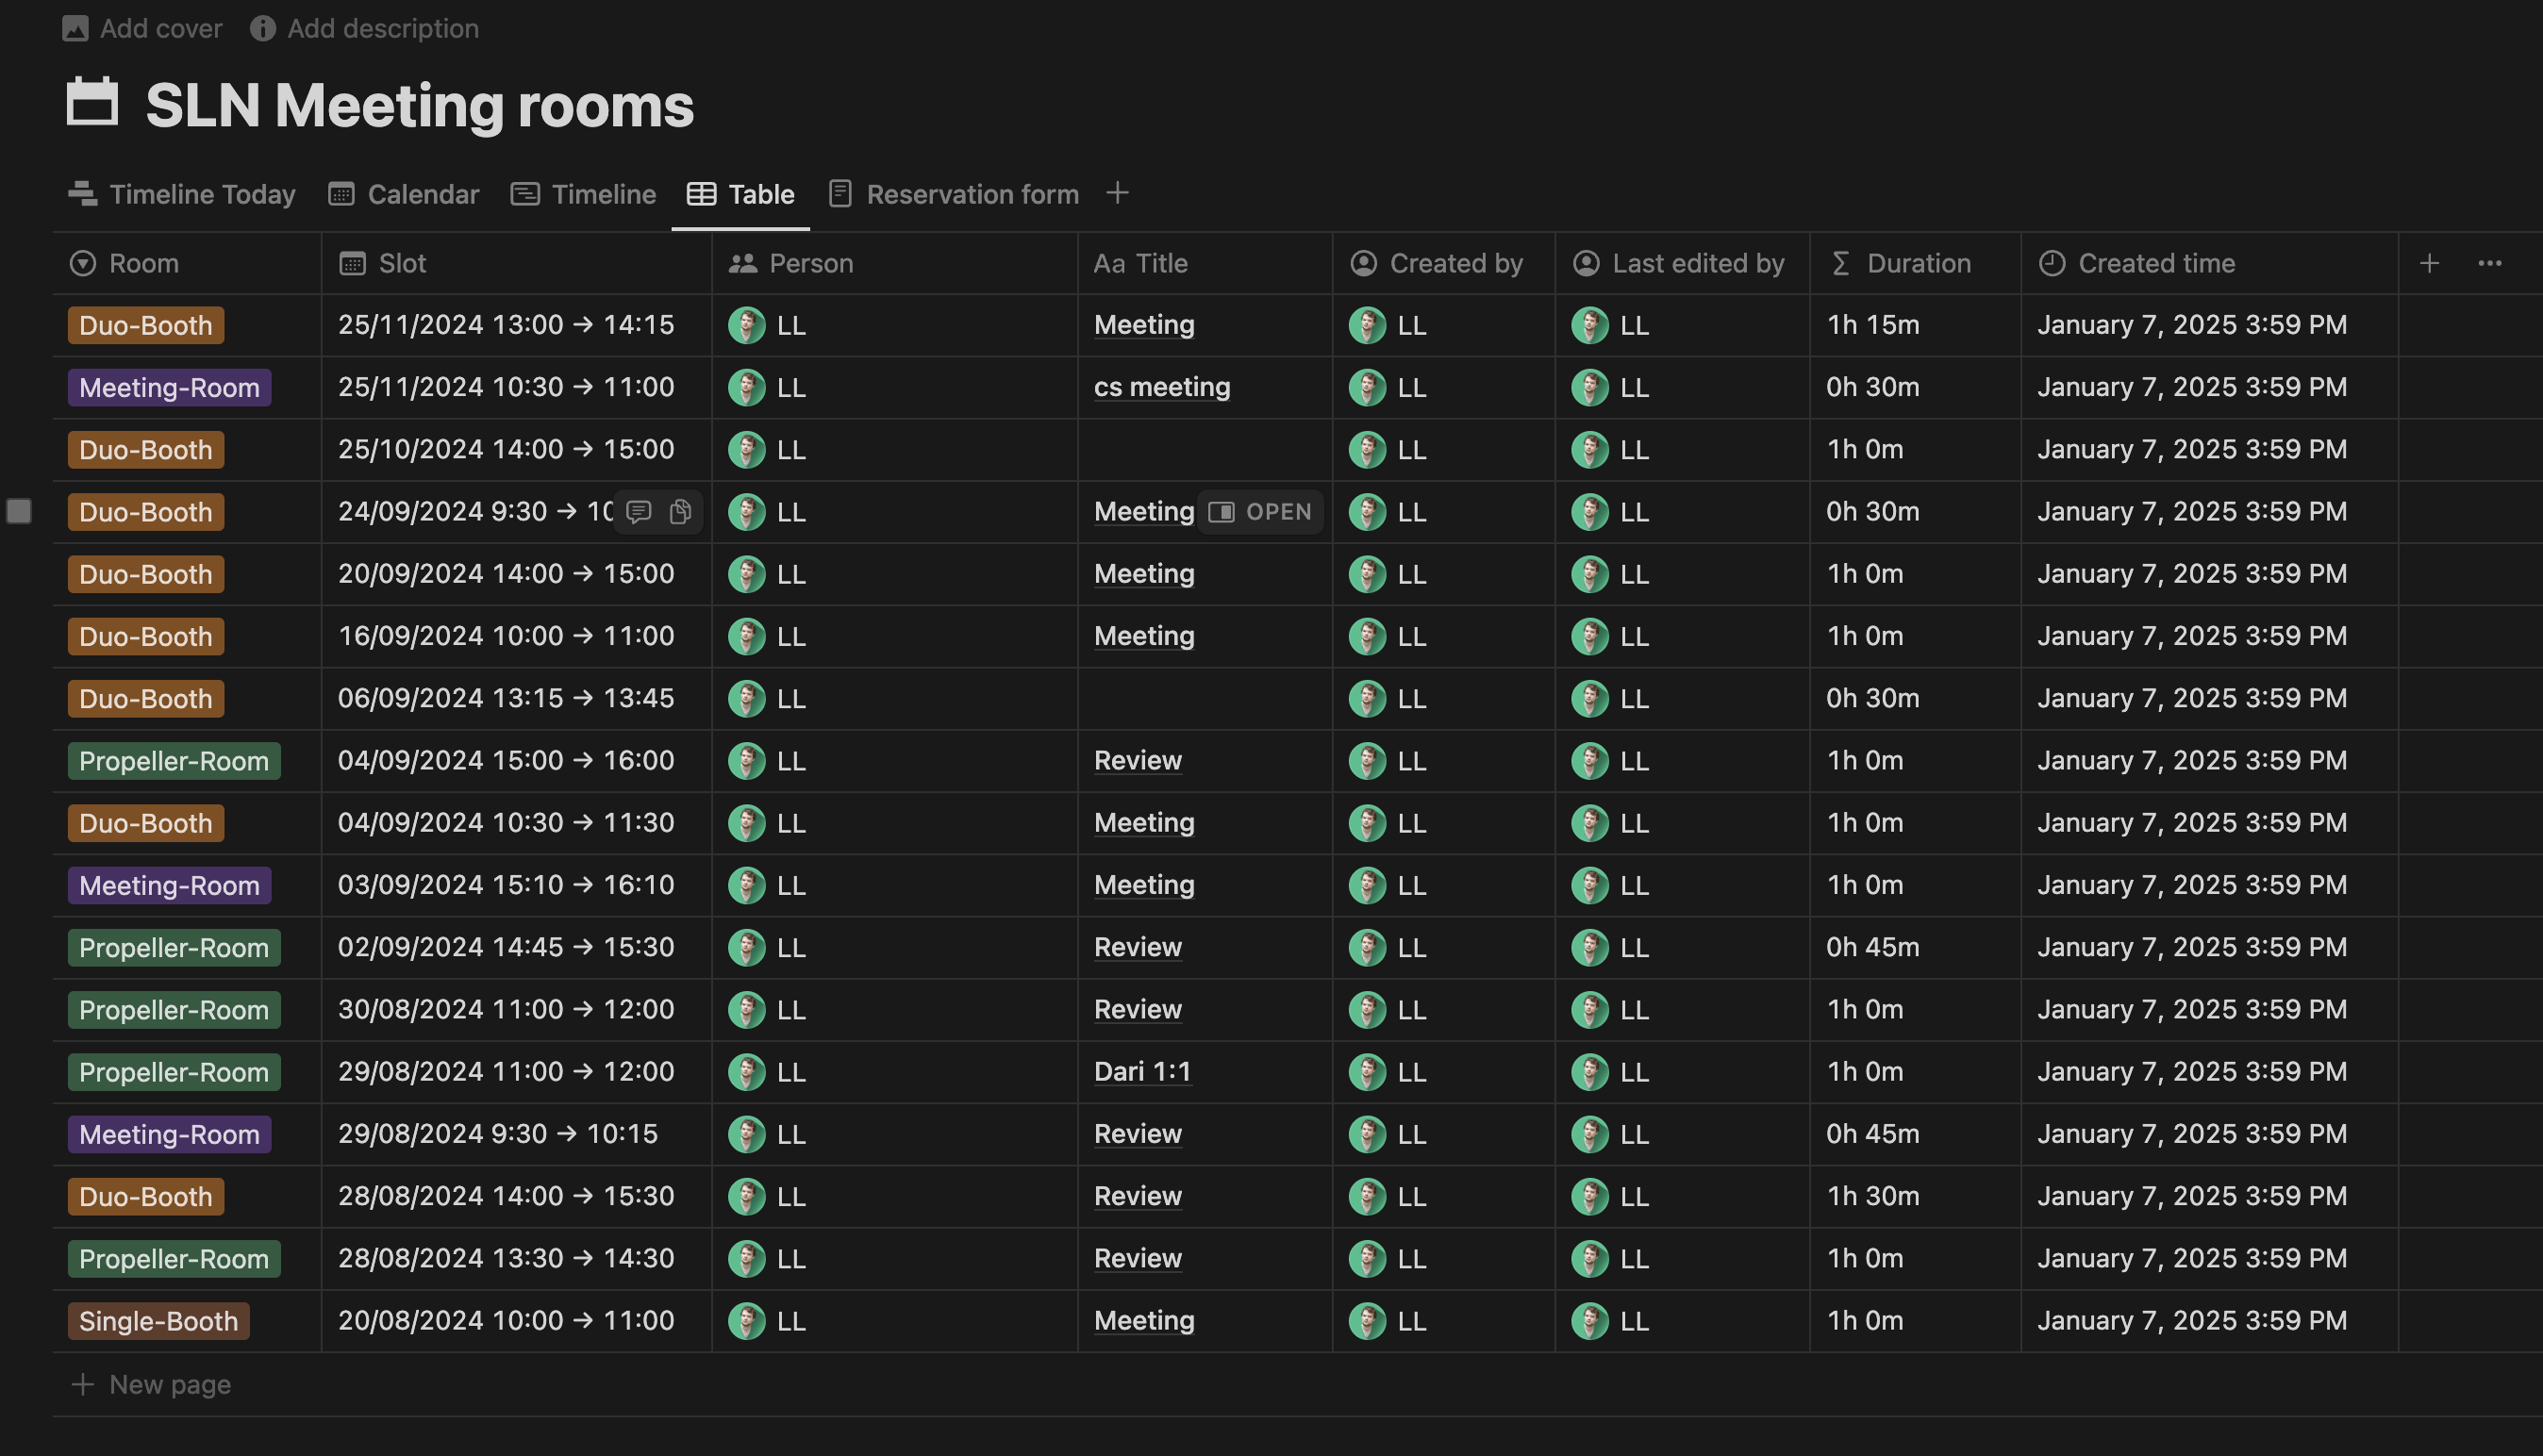 Add cover Add description
SLN Meeting rooms
Timeline Today Calendar Timeline Table Reservation form
Room Slot Person Aa Title Created by Last edited by Duration Created time
Duo-Booth 25/11/2024 13:00 → 14:15 LL Meeting LL LL 1h 15m January 7, 2025 3:59 PM
Meeting-Room 25/11/2024 10:30 → 11:00 LL cs meeting LL LL 0h 30m January 7, 2025 3:59 PM
Duo-Booth 25/10/2024 14:00 → 15:00 LL LL LL 1h 0m January 7, 2025 3:59 PM
Duo-Booth 24/09/2024 9:30 → 10 LL Meeting OPEN LL LL 0h 30m January 7, 2025 3:59 PM
Duo-Booth 20/09/2024 14:00 → 15:00 LL Meeting LL LL 1h 0m January 7, 2025 3:59 PM
Duo-Booth 16/09/2024 10:00 → 11:00 LL Meeting LL LL 1h 0m January 7, 2025 3:59 PM
Duo-Booth 06/09/2024 13:15 → 13:45 LL LL LL 0h 30m January 7, 2025 3:59 PM
Propeller-Room 04/09/2024 15:00 → 16:00 LL Review LL LL 1h 0m January 7, 2025 3:59 PM
Duo-Booth 04/09/2024 10:30 → 11:30 LL Meeting LL LL 1h 0m January 7, 2025 3:59 PM
Meeting-Room 03/09/2024 15:10 → 16:10 LL Meeting LL LL 1h 0m January 7, 2025 3:59 PM
Propeller-Room 02/09/2024 14:45 → 15:30 LL Review LL LL 0h 45m January 7, 2025 3:59 PM
Propeller-Room 30/08/2024 11:00 → 12:00 LL Review LL LL 1h 0m January 7, 2025 3:59 PM
Propeller-Room 29/08/2024 11:00 → 12:00 LL Dari 1:1 LL LL 1h 0m January 7, 2025 3:59 PM
Meeting-Room 29/08/2024 9:30 → 10:15 LL Review LL LL 0h 45m January 7, 2025 3:59 PM
Duo-Booth 28/08/2024 14:00 → 15:30 LL Review LL LL 1h 30m January 7, 2025 3:59 PM
Propeller-Room 28/08/2024 13:30 → 14:30 LL Review LL LL 1h 0m January 7, 2025 3:59 PM
Single-Booth 20/08/2024 10:00 → 11:00 LL Meeting LL LL 1h 0m January 7, 2025 3:59 PM
New page